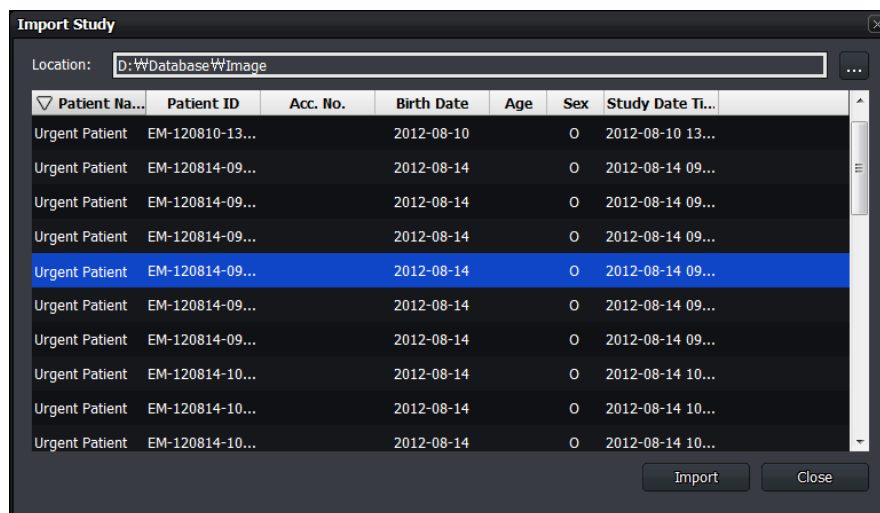 Import Study
Location: D:₩Database₩Image ...
Patient Na... Patient ID Acc. No. Birth Date Age Sex Study Date Ti...
Urgent Patient EM-120810-13... 2012-08-10 O 2012-08-10 13...
Urgent Patient EM-120814-09... 2012-08-14 O 2012-08-14 09...
Urgent Patient EM-120814-09... 2012-08-14 O 2012-08-14 09...
Urgent Patient EM-120814-09... 2012-08-14 O 2012-08-14 09...
Urgent Patient EM-120814-09... 2012-08-14 O 2012-08-14 09...
Urgent Patient EM-120814-09... 2012-08-14 O 2012-08-14 09...
Urgent Patient EM-120814-09... 2012-08-14 O 2012-08-14 09...
Urgent Patient EM-120814-10... 2012-08-14 O 2012-08-14 10...
Urgent Patient EM-120814-10... 2012-08-14 O 2012-08-14 10...
Urgent Patient EM-120814-10... 2012-08-14 O 2012-08-14 10...
Import Close